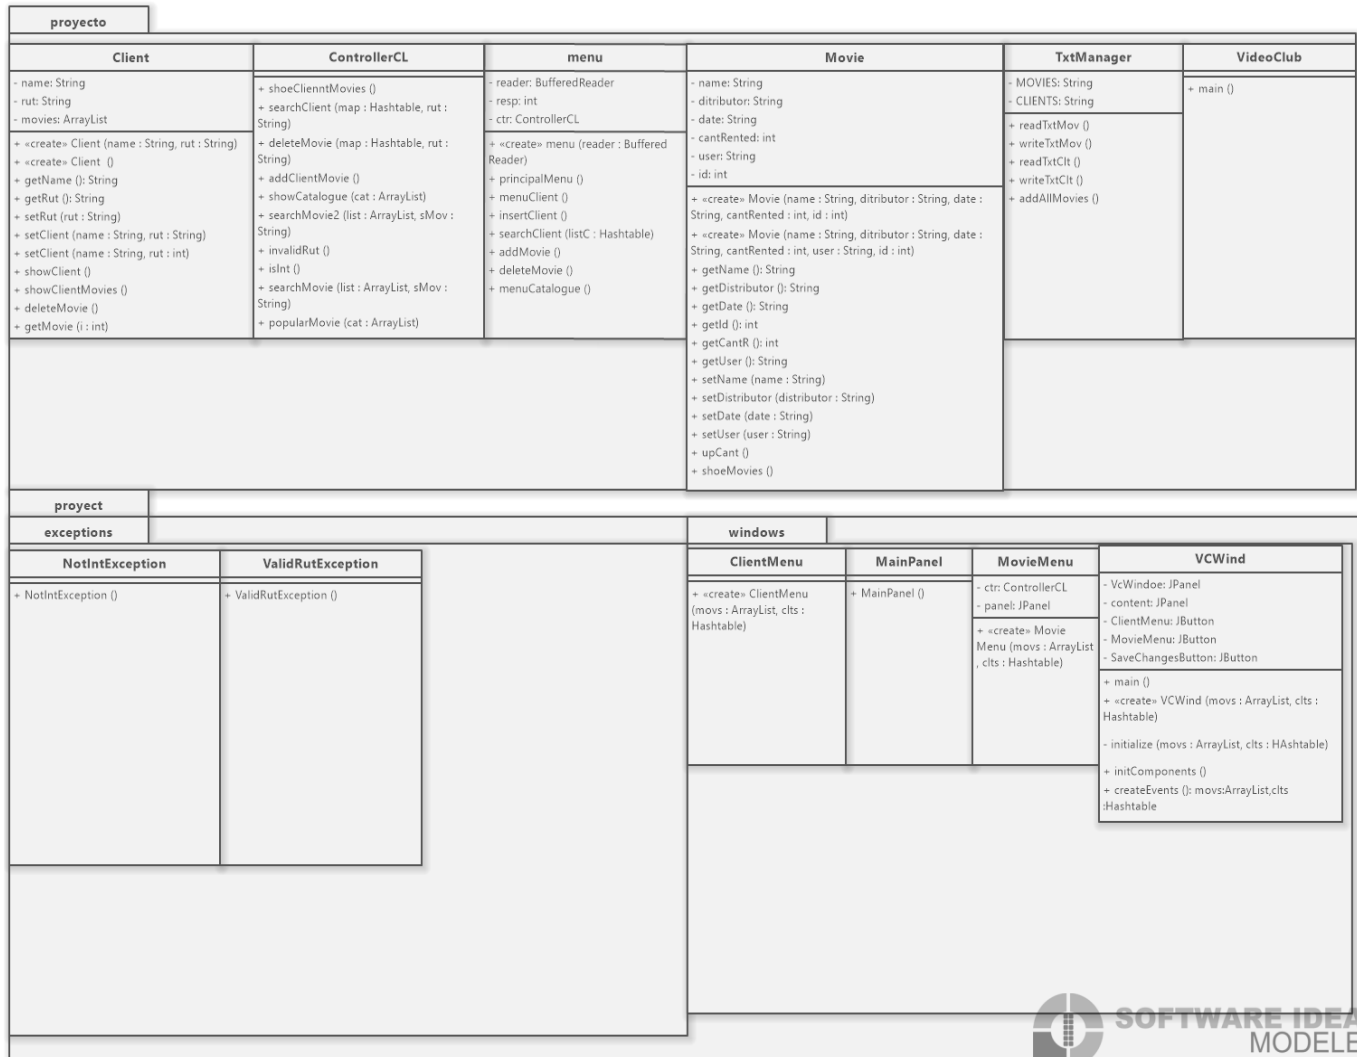 proyecto
Client
- name: String
- rut: String
- movies: ArrayList
+ «create» Client (name : String, rut : String)
+ «create» Client ()
+ getName (): String
+ getRut (): String
+ setRut (rut : String)
+ setClient (name : String, rut : String)
+ setClient (name : String, rut : int)
+ showClient ()
+ showClientMovies ()
+ deleteMovie ()
+ getMovie (i : int)
ControllerCL
+ shoeClienntMovies ()
+ searchClient (map : Hashtable, rut :
String)
+ deleteMovie (map : Hashtable, rut :
String)
+ addClientMovie ()
+ showCatalogue (cat : ArrayList)
+ searchMovie2 (list : ArrayList, sMov :
String)
+ invalidRut ()
+ isInt ()
+ searchMovie (list : ArrayList, sMov :
String)
+ popularMovie (cat : ArrayList)
menu
- reader: BufferedReader
- resp: int
- ctr: ControllerCL
+ «create» menu (reader : Buffered
Reader)
+ principalMenu ()
+ menuClient ()
+ insertClient ()
+ searchClient (listC : Hashtable)
+ addMovie ()
+ deleteMovie ()
+ menuCatalogue ()
Movie
- name: String
- ditributor: String
- date: String
- cantRented: int
- user: String
- id: int
+ «create» Movie (name : String, ditributor : String, date :
String, cantRented : int, id : int)
+ «create» Movie (name : String, ditributor : String, date :
String, cantRented : int, user : String, id : int)
+ getName (): String
+ getDistributor (): String
+ getDate (): String
+ getId (): int
+ getCantR (): int
+ getUser (): String
+ setName (name : String)
+ setDistributor (distributor : String)
+ setDate (date : String)
+ setUser (user : String)
+ upCant ()
+ shoeMovies ()
TxtManager
- MOVIES: String
- CLIENTS: String
+ readTxtMov ()
+ writeTxtMov ()
+ readTxtClt ()
+ writeTxtClt ()
+ addAllMovies ()
VideoClub
+ main ()
proyect
exceptions
NotIntException
+ NotIntException ()
ValidRutException
+ ValidRutException ()
windows
ClientMenu
+ «create» ClientMenu
(movs : ArrayList, clts :
Hashtable)
MainPanel
+ MainPanel ()
MovieMenu
- ctr: ControllerCL
- panel: JPanel
+ «create» Movie
Menu (movs : ArrayList
, clts : Hashtable)
VCWind
- VcWindoe: JPanel
- content: JPanel
- ClientMenu: JButton
- MovieMenu: JButton
- SaveChangesButton: JButton
+ main ()
+ «create» VCWind (movs : ArrayList, clts :
Hashtable)
- initialize (movs : ArrayList, clts : HAshtable)
+ initComponents ()
+ createEvents (): movs:ArrayList,clts
:Hashtable
SOFTWARE IDEA
MODELE